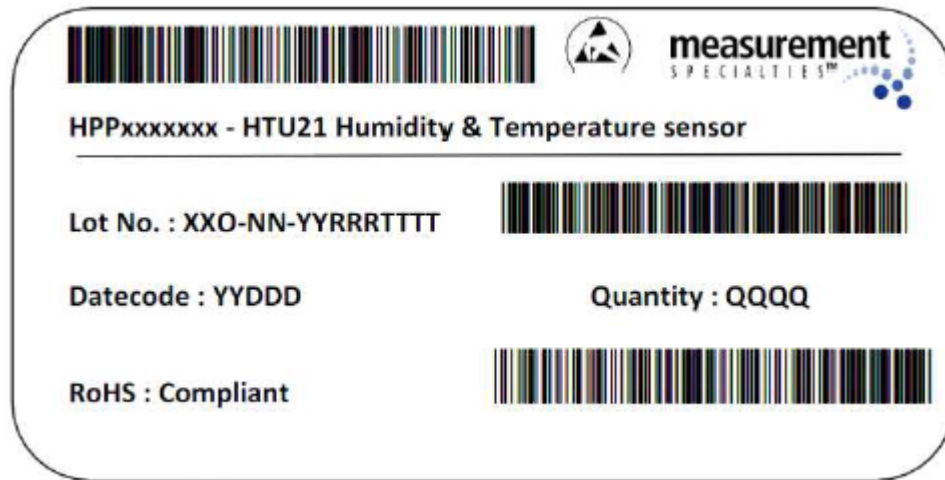 measurement
SPECIALTIES™
HPPxxxxxxx - HTU21 Humidity & Temperature sensor
Lot No. : XXO-NN-YYRRRTTTT
Datecode : YYDDD
Quantity : QQQQ
RoHS : Compliant